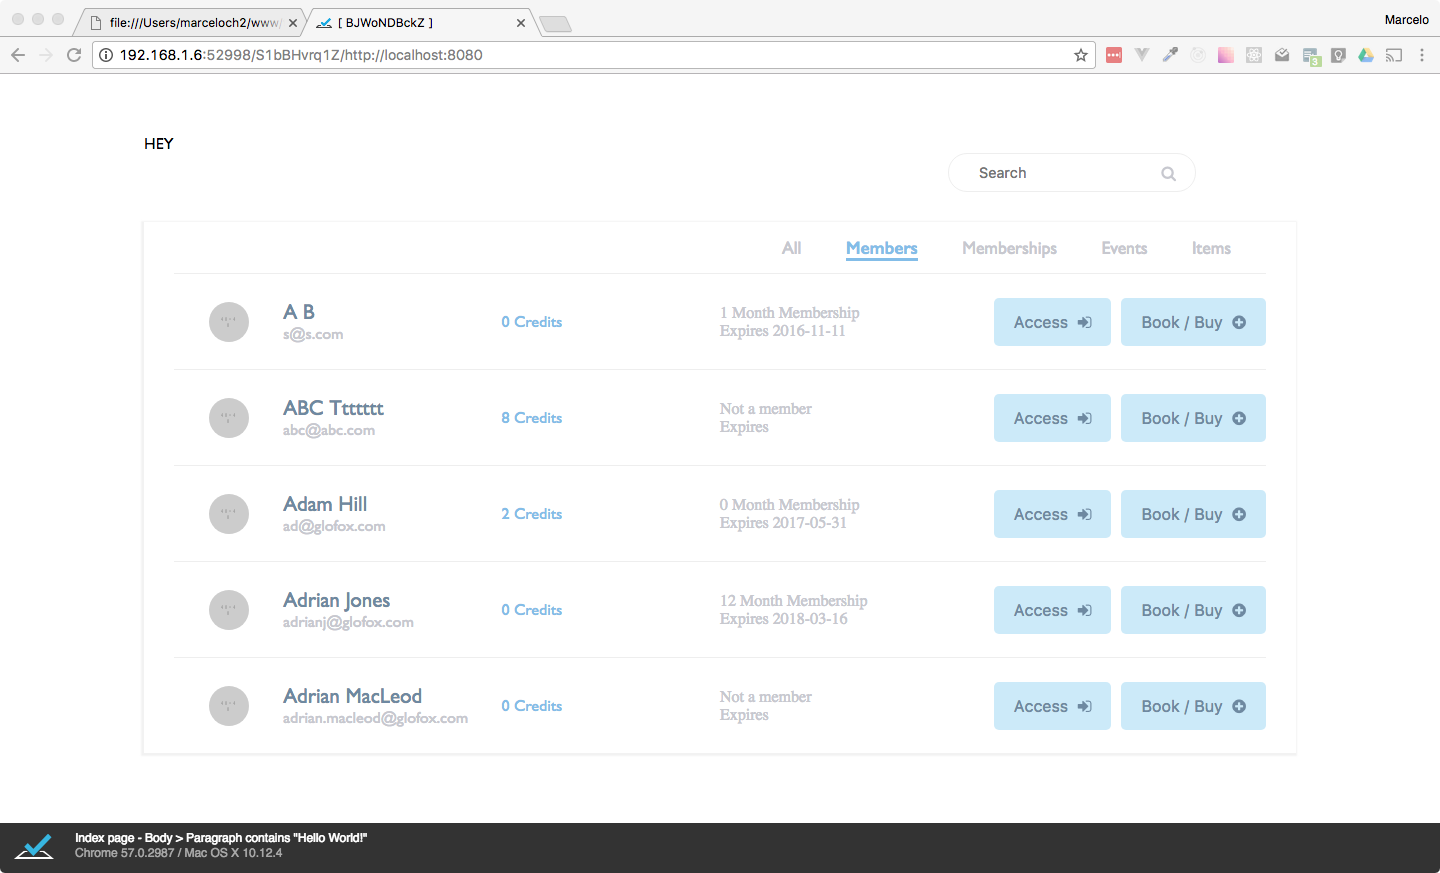 file:///Users/marceloch2/www/
[ BJWoNDBckZ ]
Marcelo
192.168.1.6:52998/S1bBHvrq1Z/http://localhost:8080
HEY
Search
All Members Memberships Events Items
A B
s@s.com
0 Credits
1 Month Membership
Expires 2016-11-11
Access
Book / Buy
ABC Ttttttt
abc@abc.com
8 Credits
Not a member
Expires
Access
Book / Buy
Adam Hill
ad@glofox.com
2 Credits
0 Month Membership
Expires 2017-05-31
Access
Book / Buy
Adrian Jones
adrianj@glofox.com
0 Credits
12 Month Membership
Expires 2018-03-16
Access
Book / Buy
Adrian MacLeod
adrian.macleod@glofox.com
0 Credits
Not a member
Expires
Access
Book / Buy
Index page - Body > Paragraph contains "Hello World!"
Chrome 57.0.2987 / Mac OS X 10.12.4